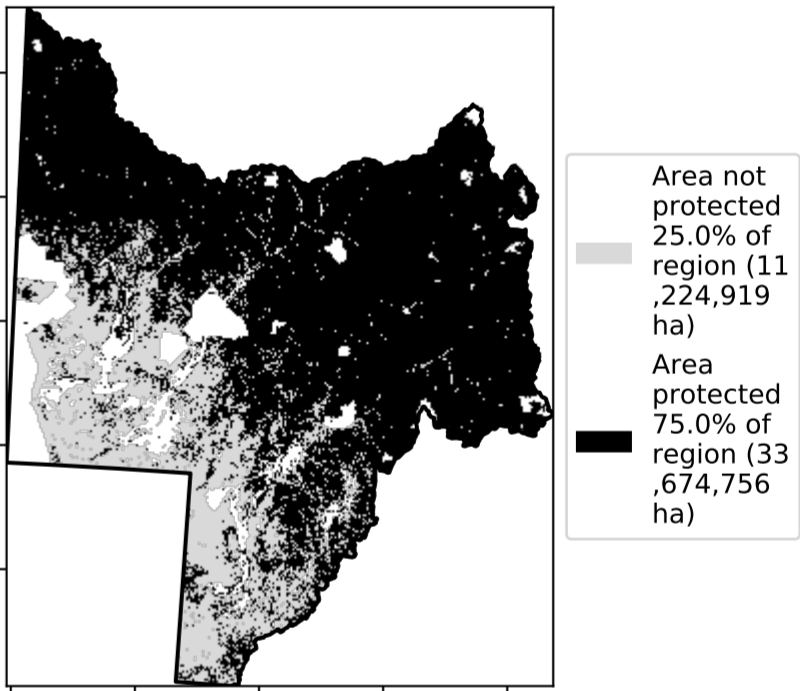 Area not
protected
25.0% of
region (11
,224,919
ha)
Area
protected
75.0% of
region (33
,674,756
ha)